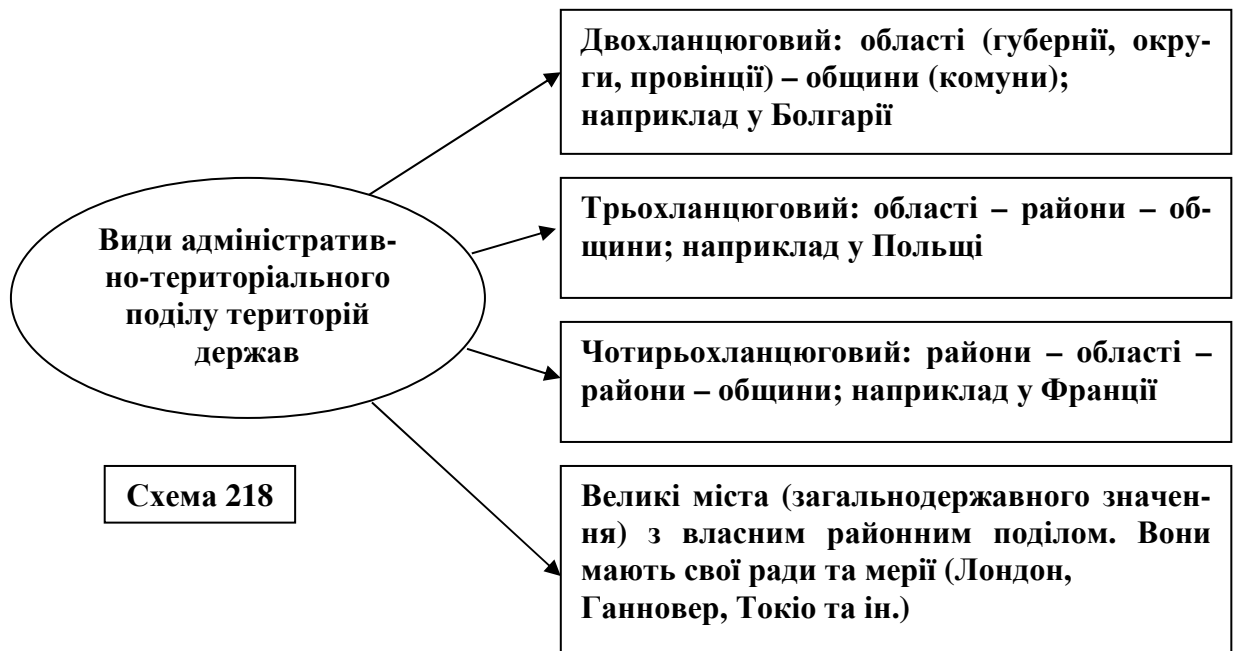 Двохланцюговий: області (губернії, окру-
ги, провінції) – общини (комуни);
наприклад у Болгарії
Трьохланцюговий: області – райони – об-
щини; наприклад у Польщі
Види адміністратив-
но-територіального
поділу територій
держав
Чотирьохланцюговий: райони – області –
райони – общини; наприклад у Франції
Схема 218
Великі міста (загальнодержавного значен-
ня) з власним районним поділом. Вони
мають свої ради та мерії (Лондон,
Ганновер, Токіо та ін.)